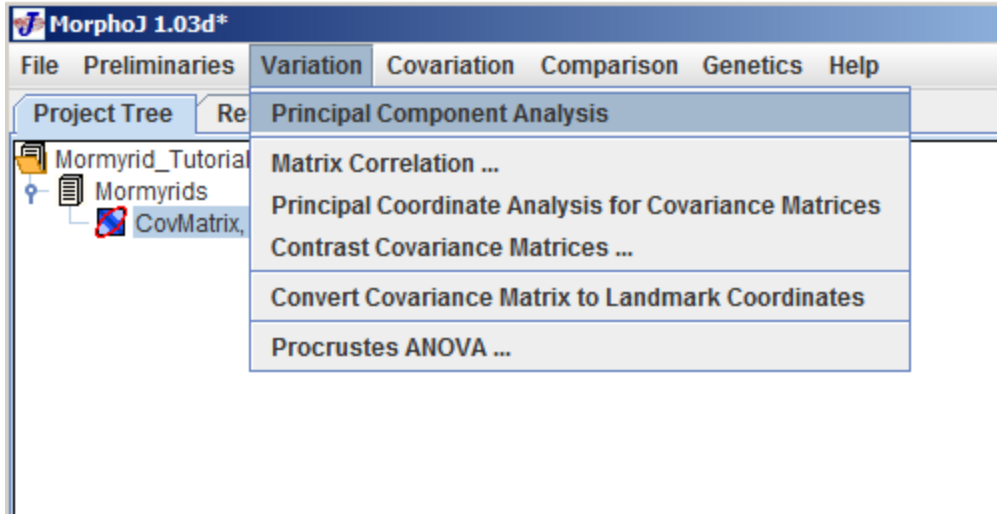 MorphoJ 1.03d*
File Preliminaries Variation Covariation Comparison Genetics Help
Project Tree Re
Principal Component Analysis
Mormyrid_Tutorial
Matrix Correlation ...
Mormyrids
Principal Coordinate Analysis for Covariance Matrices
CovMatrix,
Contrast Covariance Matrices ...
Convert Covariance Matrix to Landmark Coordinates
Procrustes ANOVA ...